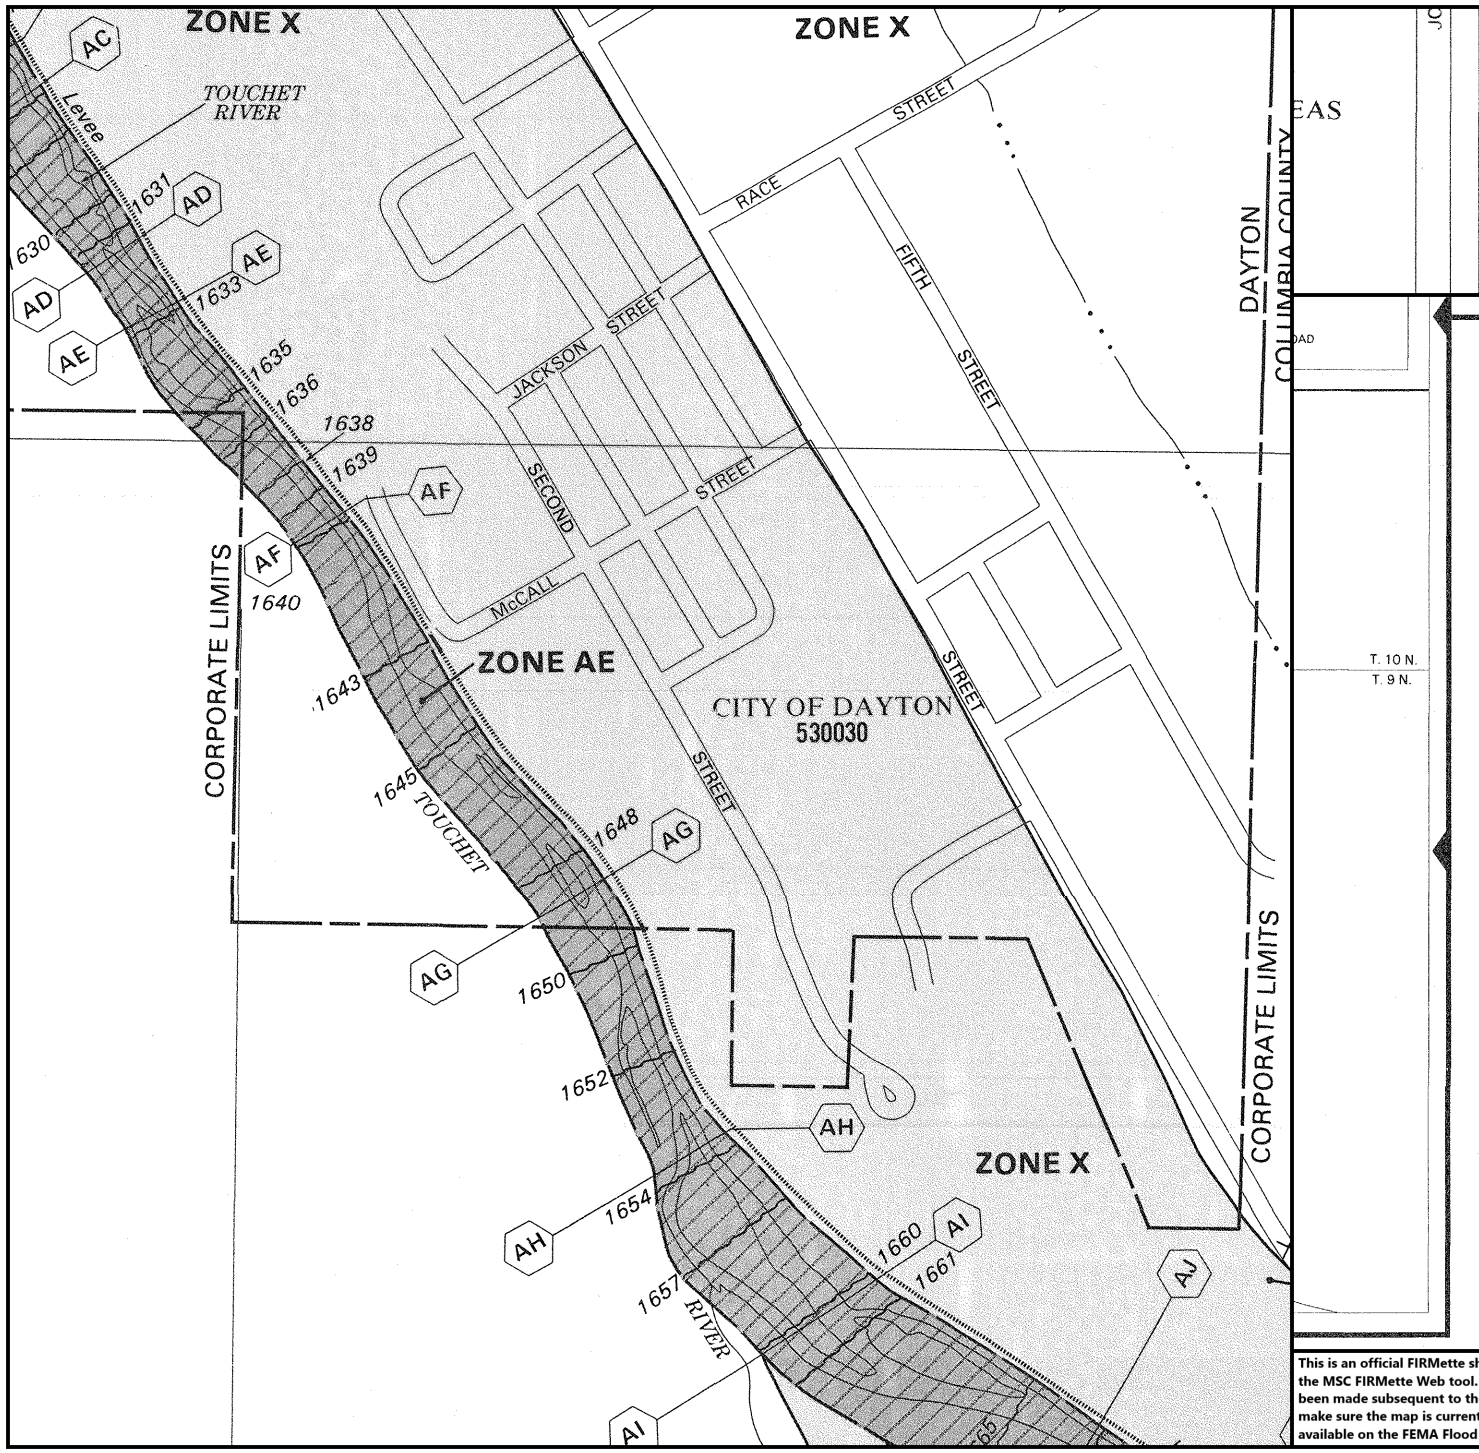 ZONE X
ZONE X
AC
TOUCHET
RIVER
Levee
STREET
EAS
RACE
1631
AD
1630
AE
1633
AD
AE
FIFTH
STREET
DAYTON
COLUMBIA COUNTY
JACKSON
STREET
1635
1636
1638
1639
AF
SECOND
STREET
AF
1640
McCALL
CORPORATE LIMITS
ZONE AE
1643
CITY OF DAYTON
530030
STREET
T. 10 N.
T. 9 N.
1645
TOUCHET
STREET
1648
AG
AG
1650
1652
CORPORATE LIMITS
AH
ZONE X
1654
AH
1660
AI
1661
1657
RIVER
AJ
AI
This is an official FIRMette
the MSC FIRMette Web tool.
been made subsequent to
make sure the map is current
available on the FEMA Flood